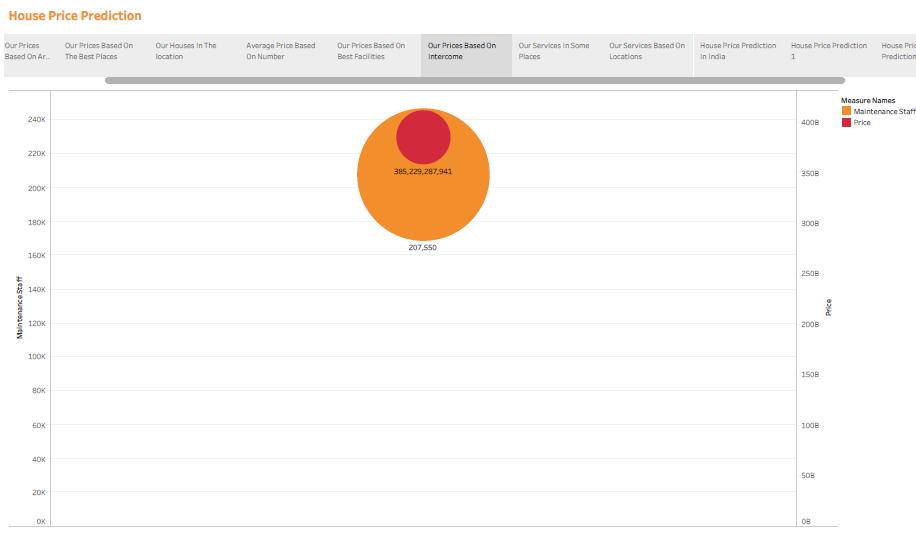 House Price Prediction
Our Prices
Based On Ar..
Our Prices Based On
The Best Places
Our Houses In The
location
Average Price Based
On Number
Our Prices Based On
Best Facilities
Our Prices Based On
Intercome
Our Services In Some
Places
Our Services Based On
Locations
House Price Prediction
In India
House Price Prediction
1
House Pric
Prediction
Measure Names
Maintenance Staff
Price
240K
220K
200K
180K
160K
140K
120K
100K
80K
60K
40K
20K
0K
Maintenance Staff
385,229,287,941
207,550
400B
350B
300B
250B
200B
150B
100B
50B
0B
Price